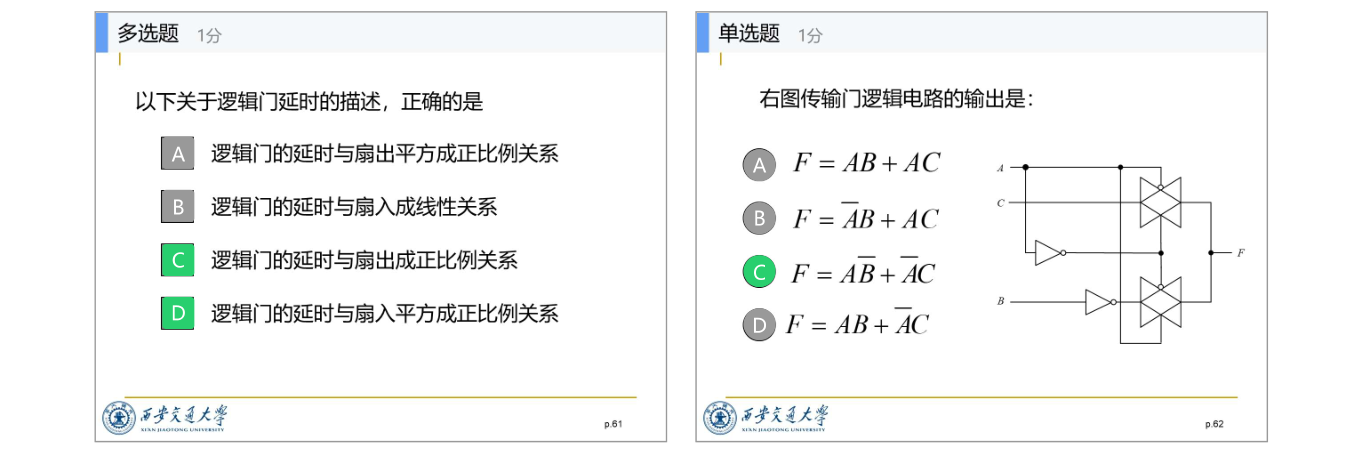 多选题 1分
以下关于逻辑门延时的描述，正确的是
A 逻辑门的延时与扇出平方成正比例关系
B 逻辑门的延时与扇入成线性关系
C 逻辑门的延时与扇出成正比例关系
D 逻辑门的延时与扇入平方成正比例关系
西安交通大学
XI'AN JIAOTONG UNIVERSITY
p.61
单选题 1分
右图传输门逻辑电路的输出是：
A F = AB + AC
B F = A̅B + AC
C F = AB̅ + A̅C
D F = AB + A̅C
A
C
F
B
西安交通大学
XI'AN JIAOTONG UNIVERSITY
p.62